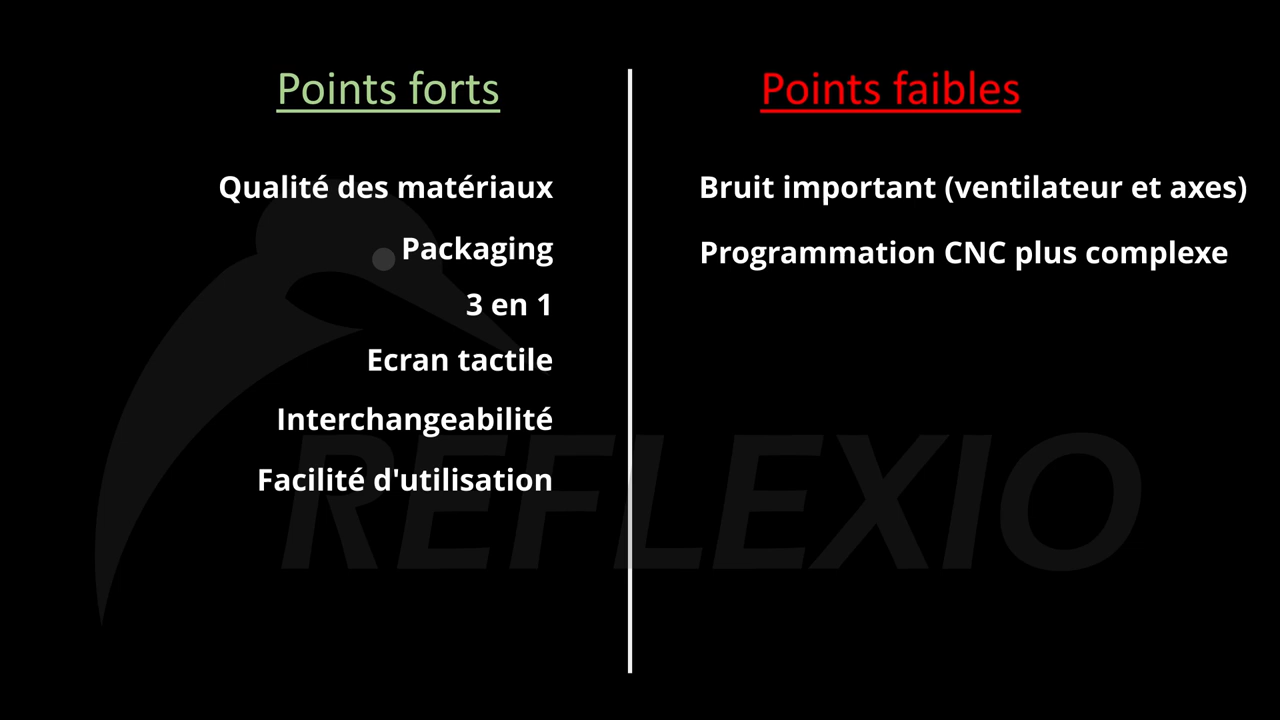 Points forts
Qualité des matériaux
Packaging
3 en 1
Ecran tactile
Interchangeabilité
Facilité d'utilisation
Points faibles
Bruit important (ventilateur et axes)
Programmation CNC plus complexe
REFLEXIO